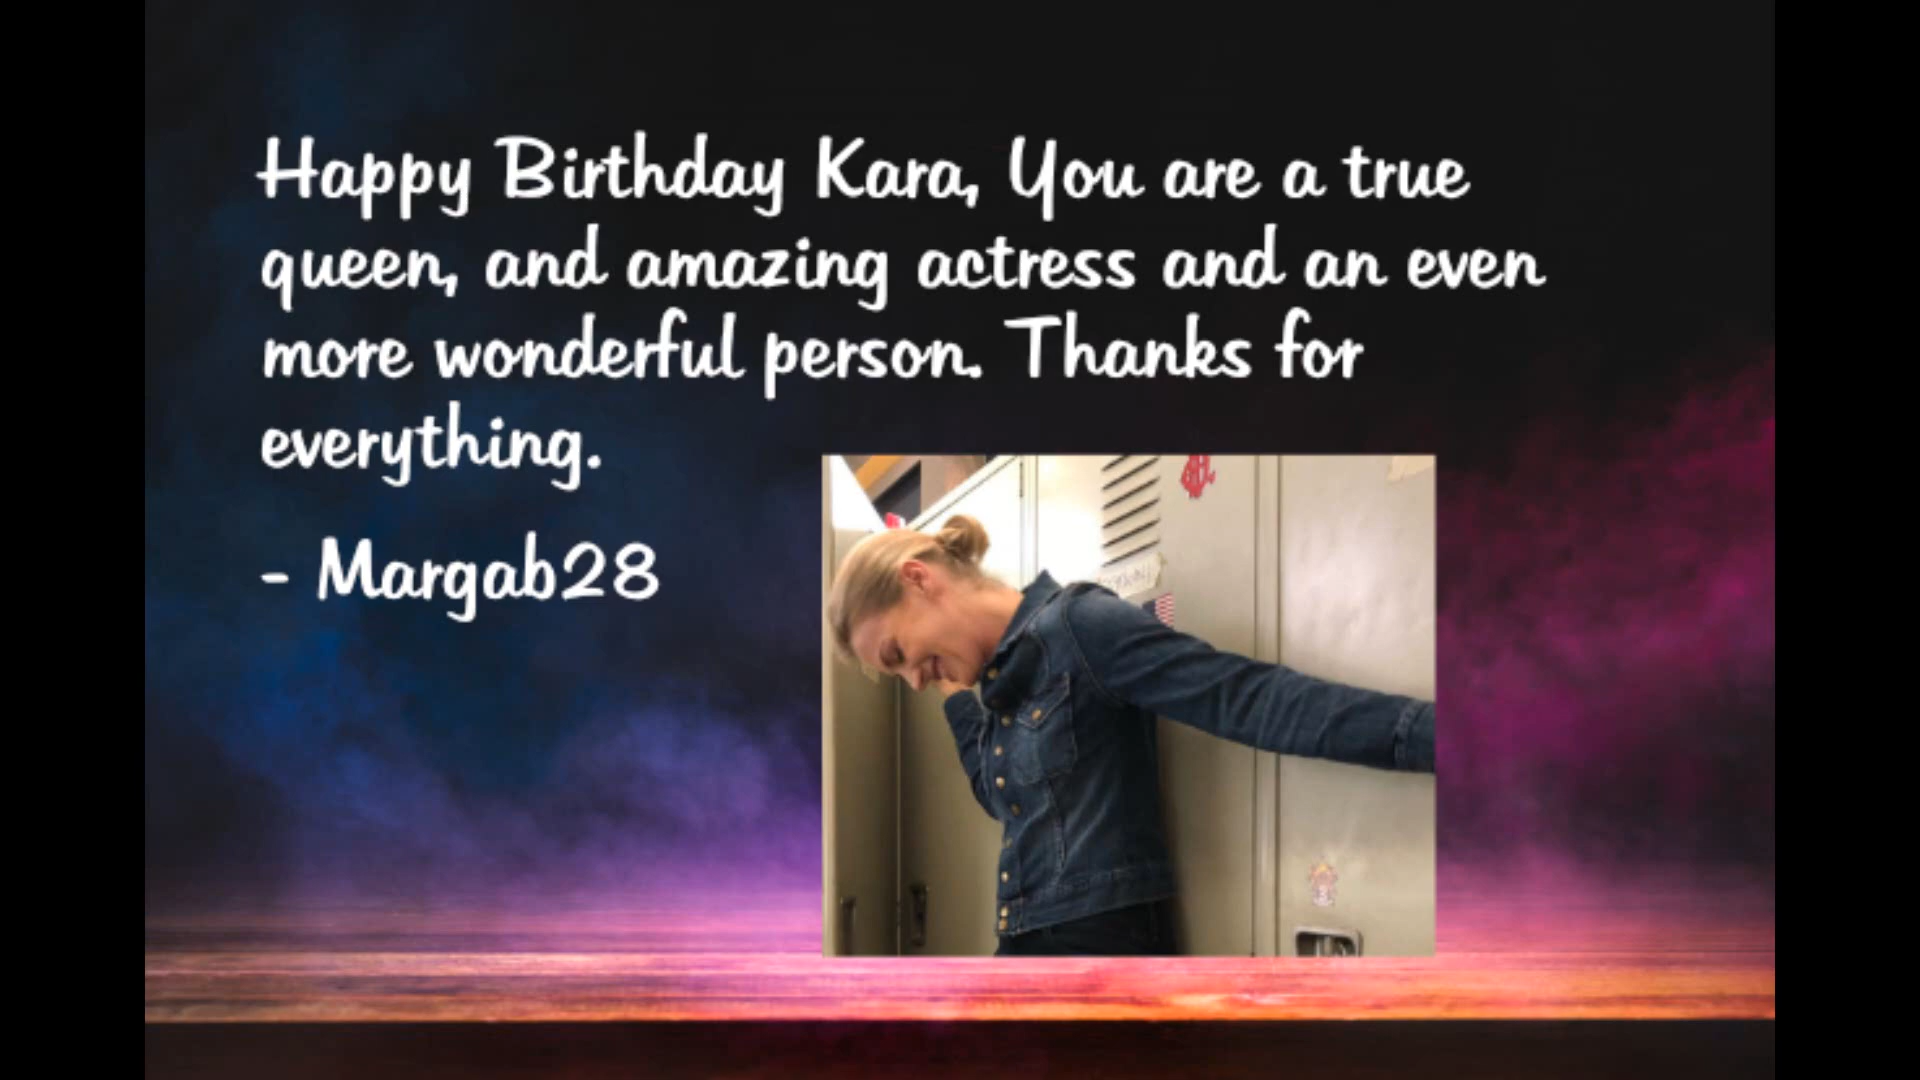 Happy Birthday Kara, You are a true
queen, and amazing actress and an even
more wonderful person. Thanks for
everything.
- Margab28